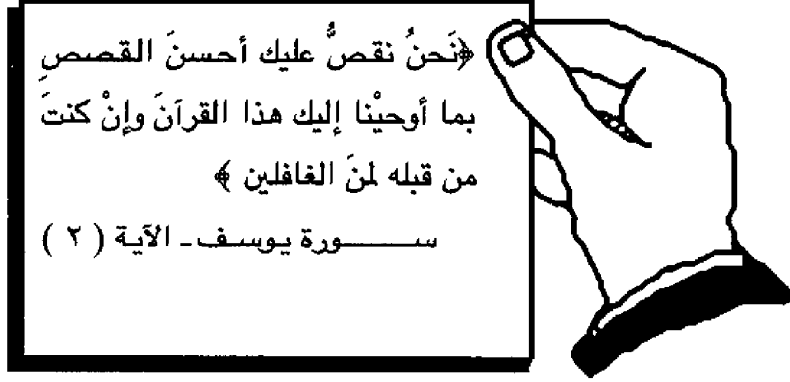 ﴿نَحنُ نقصُّ عليك أحسنَ القصصِ
بما أوحيْنا إليك هذا القرآنَ وإنْ كنتَ
من قبله لمنَ الغافلين ﴾
ســـــورة يـوسـف ـ الآية ( ٢ )